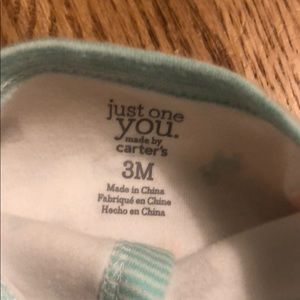 just one
you.
made by
carter's
3M
Made in China
Fabriqué en Chine
Hecho en China